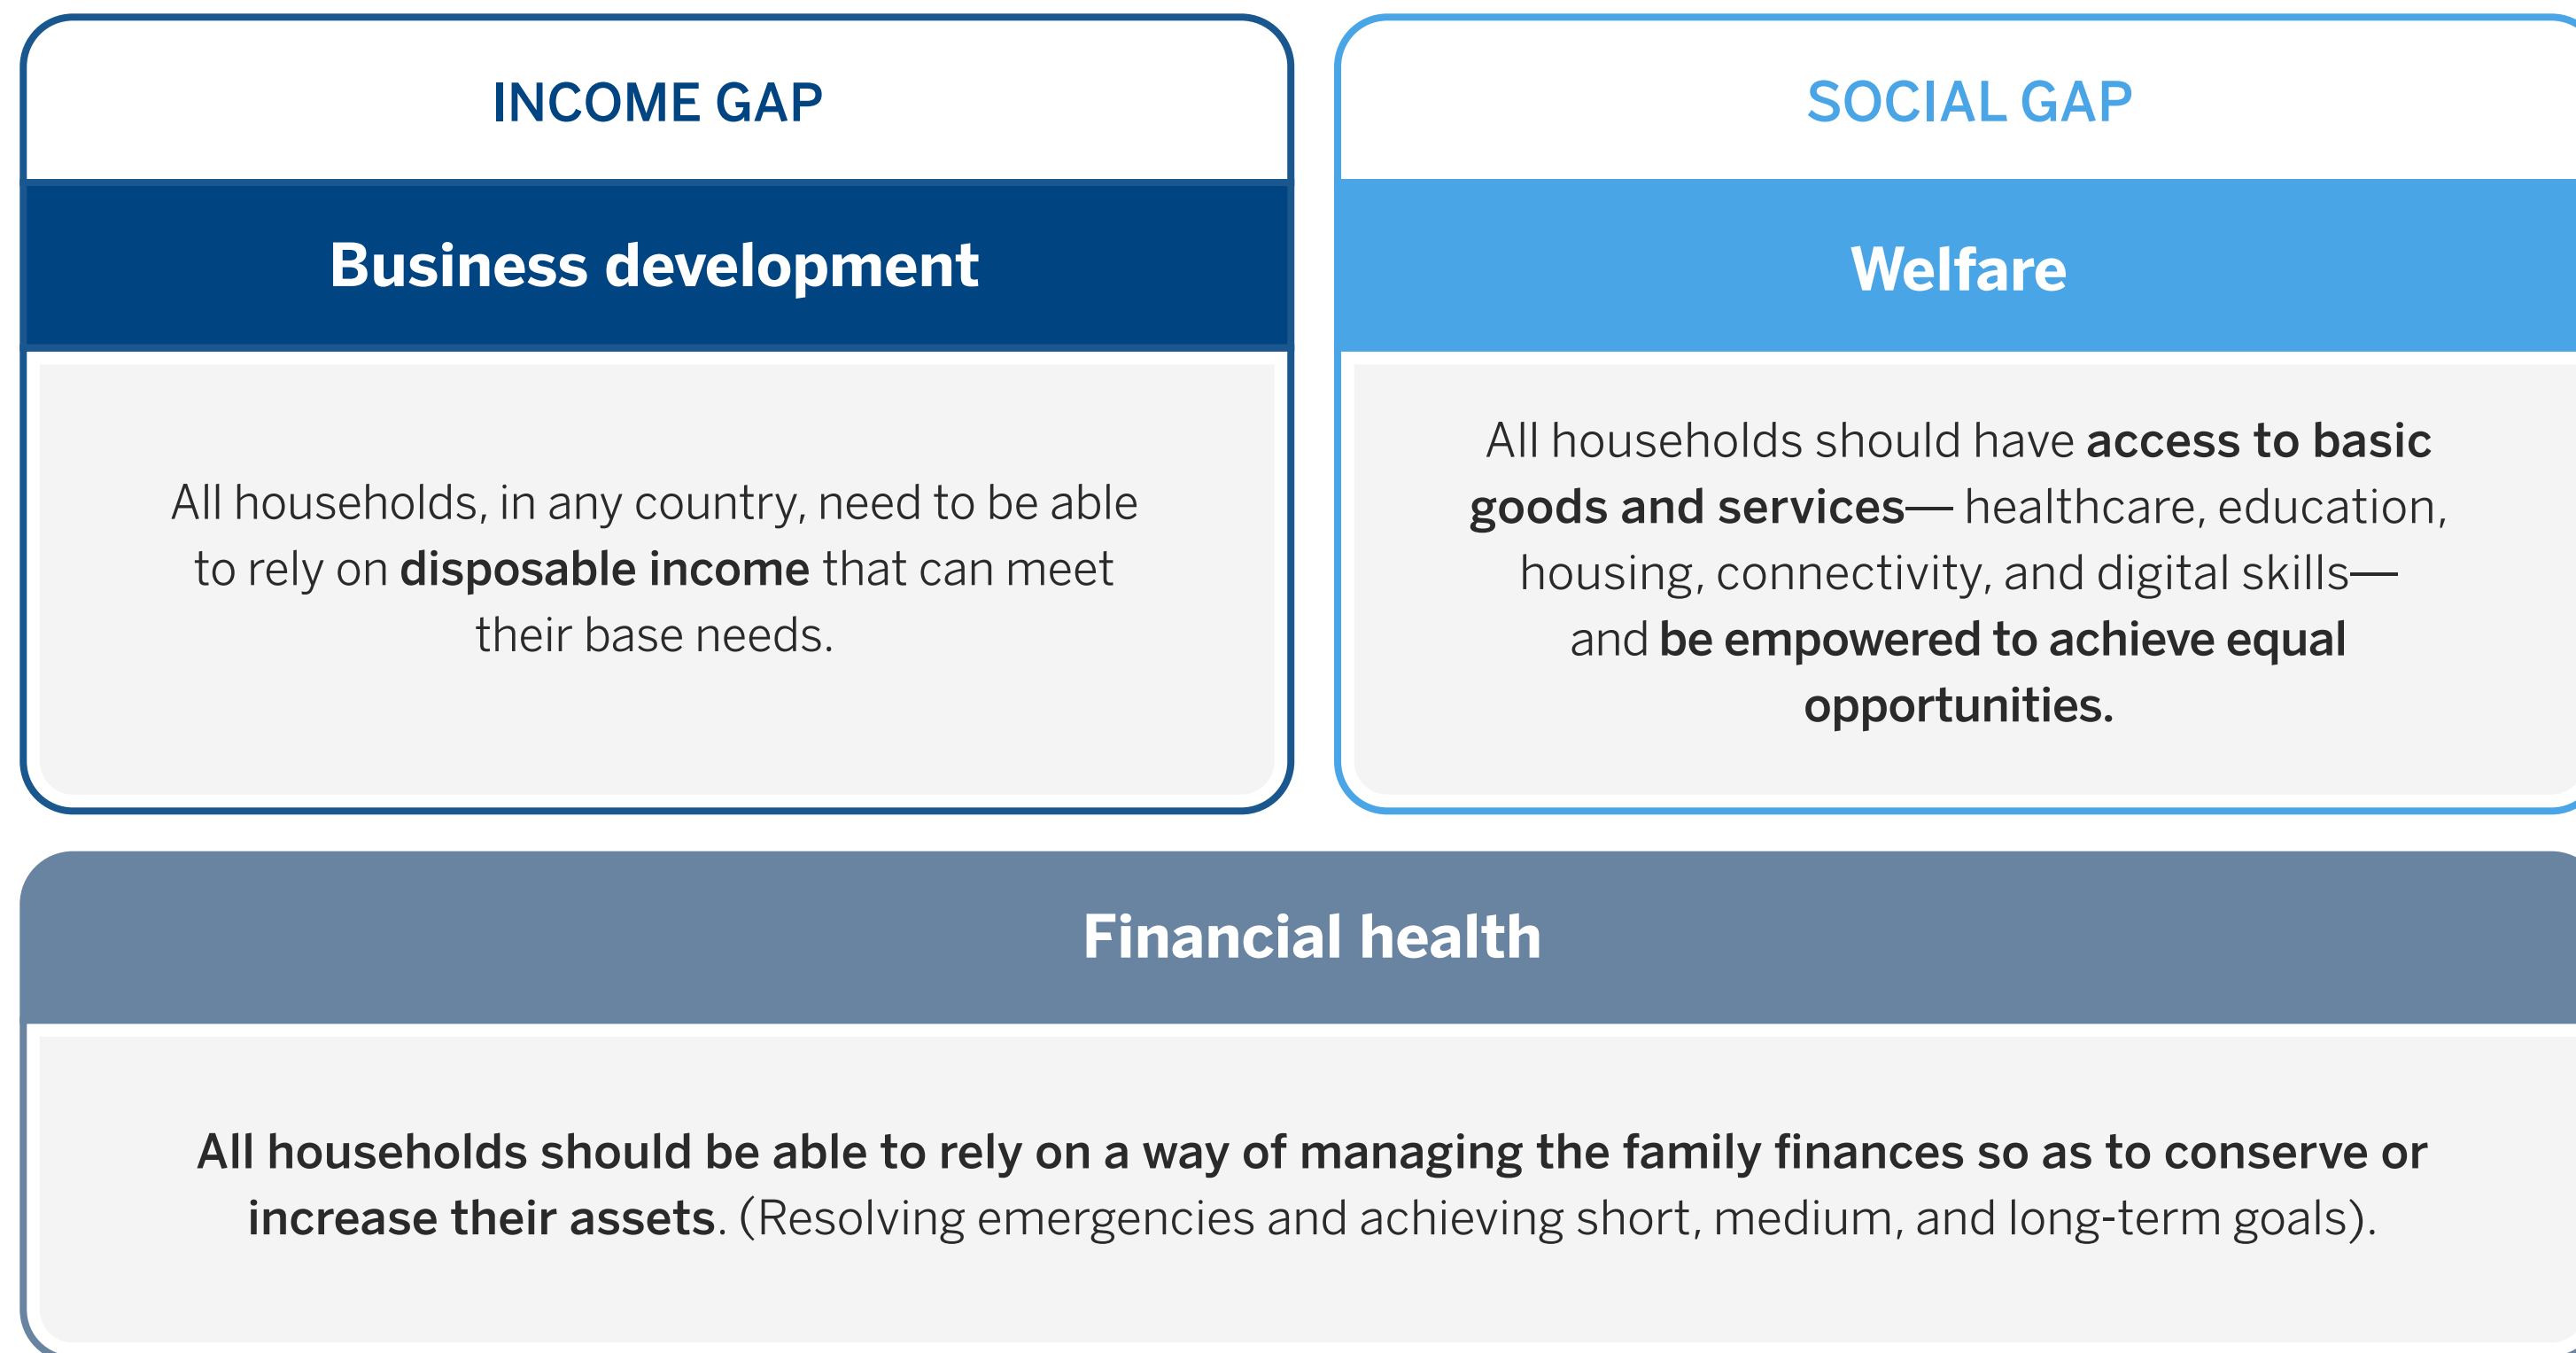 INCOME GAP
Business development
All households, in any country, need to be able
to rely on disposable income that can meet
their base needs.
SOCIAL GAP
Welfare
All households should have access to basic
goods and services— healthcare, education,
housing, connectivity, and digital skills—
and be empowered to achieve equal
opportunities.
Financial health
All households should be able to rely on a way of managing the family finances so as to conserve or
increase their assets. (Resolving emergencies and achieving short, medium, and long-term goals).